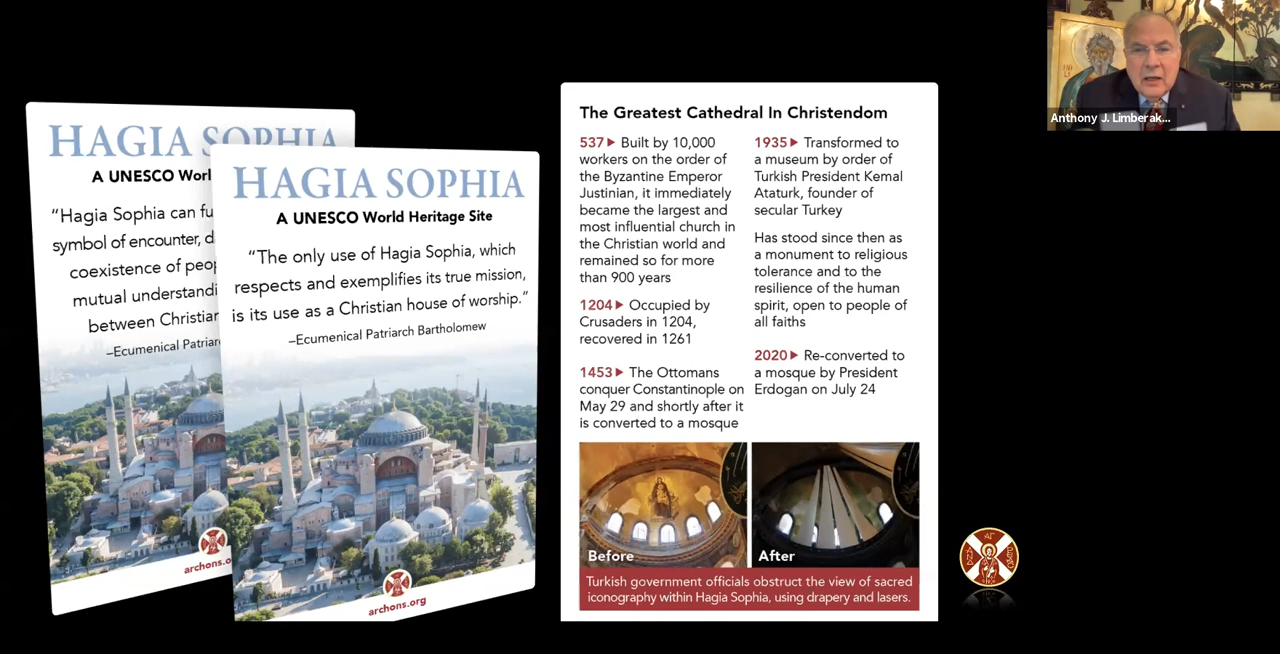 HAGIA SOPHIA
A UNESCO Worl
“Hagia Sophia can fu
symbol of encounter, d
coexistence of peop
mutual understandi
between Christian
–Ecumenical Patriarc
archons.o
HAGIA SOPHIA
A UNESCO World Heritage Site
“The only use of Hagia Sophia, which
respects and exemplifies its true mission,
is its use as a Christian house of worship.”
–Ecumenical Patriarch Bartholomew
archons.org
The Greatest Cathedral In Christendom
537▶ Built by 10,000
workers on the order of
the Byzantine Emperor
Justinian, it immediately
became the largest and
most influential church in
the Christian world and
remained so for more
than 900 years
1204▶ Occupied by
Crusaders in 1204,
recovered in 1261
1453▶ The Ottomans
conquer Constantinople on
May 29 and shortly after it
is converted to a mosque
1935▶ Transformed to
a museum by order of
Turkish President Kemal
Ataturk, founder of
secular Turkey
Has stood since then as
a monument to religious
tolerance and to the
resilience of the human
spirit, open to people of
all faiths
2020▶ Re-converted to
a mosque by President
Erdogan on July 24
Before
After
Turkish government officials obstruct the view of sacred
iconography within Hagia Sophia, using drapery and lasers.
Anthony J. Limberak...